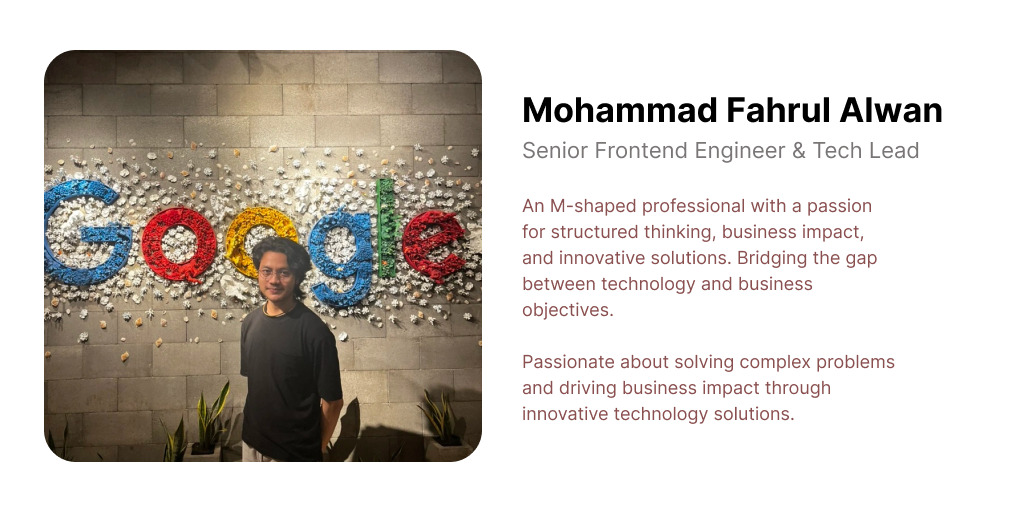 Google
Mohammad Fahrul Alwan
Senior Frontend Engineer & Tech Lead
An M-shaped professional with a passion
for structured thinking, business impact,
and innovative solutions. Bridging the gap
between technology and business
objectives.
Passionate about solving complex problems
and driving business impact through
innovative technology solutions.